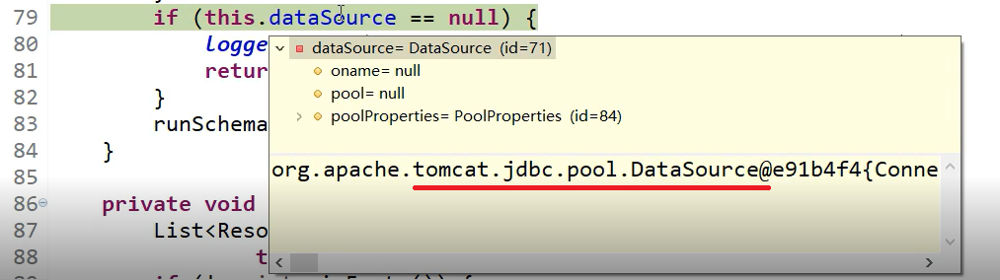 79 if (this.dataSource == null) {
80 logge
81 retur
82 }
83 runSchema
84 }
85
86 private void
87 List<Reso
88 t
dataSource= DataSource (id=71)
oname= null
pool= null
poolProperties= PoolProperties (id=84)
org.apache.tomcat.jdbc.pool.DataSource@e91b4f4{Conne